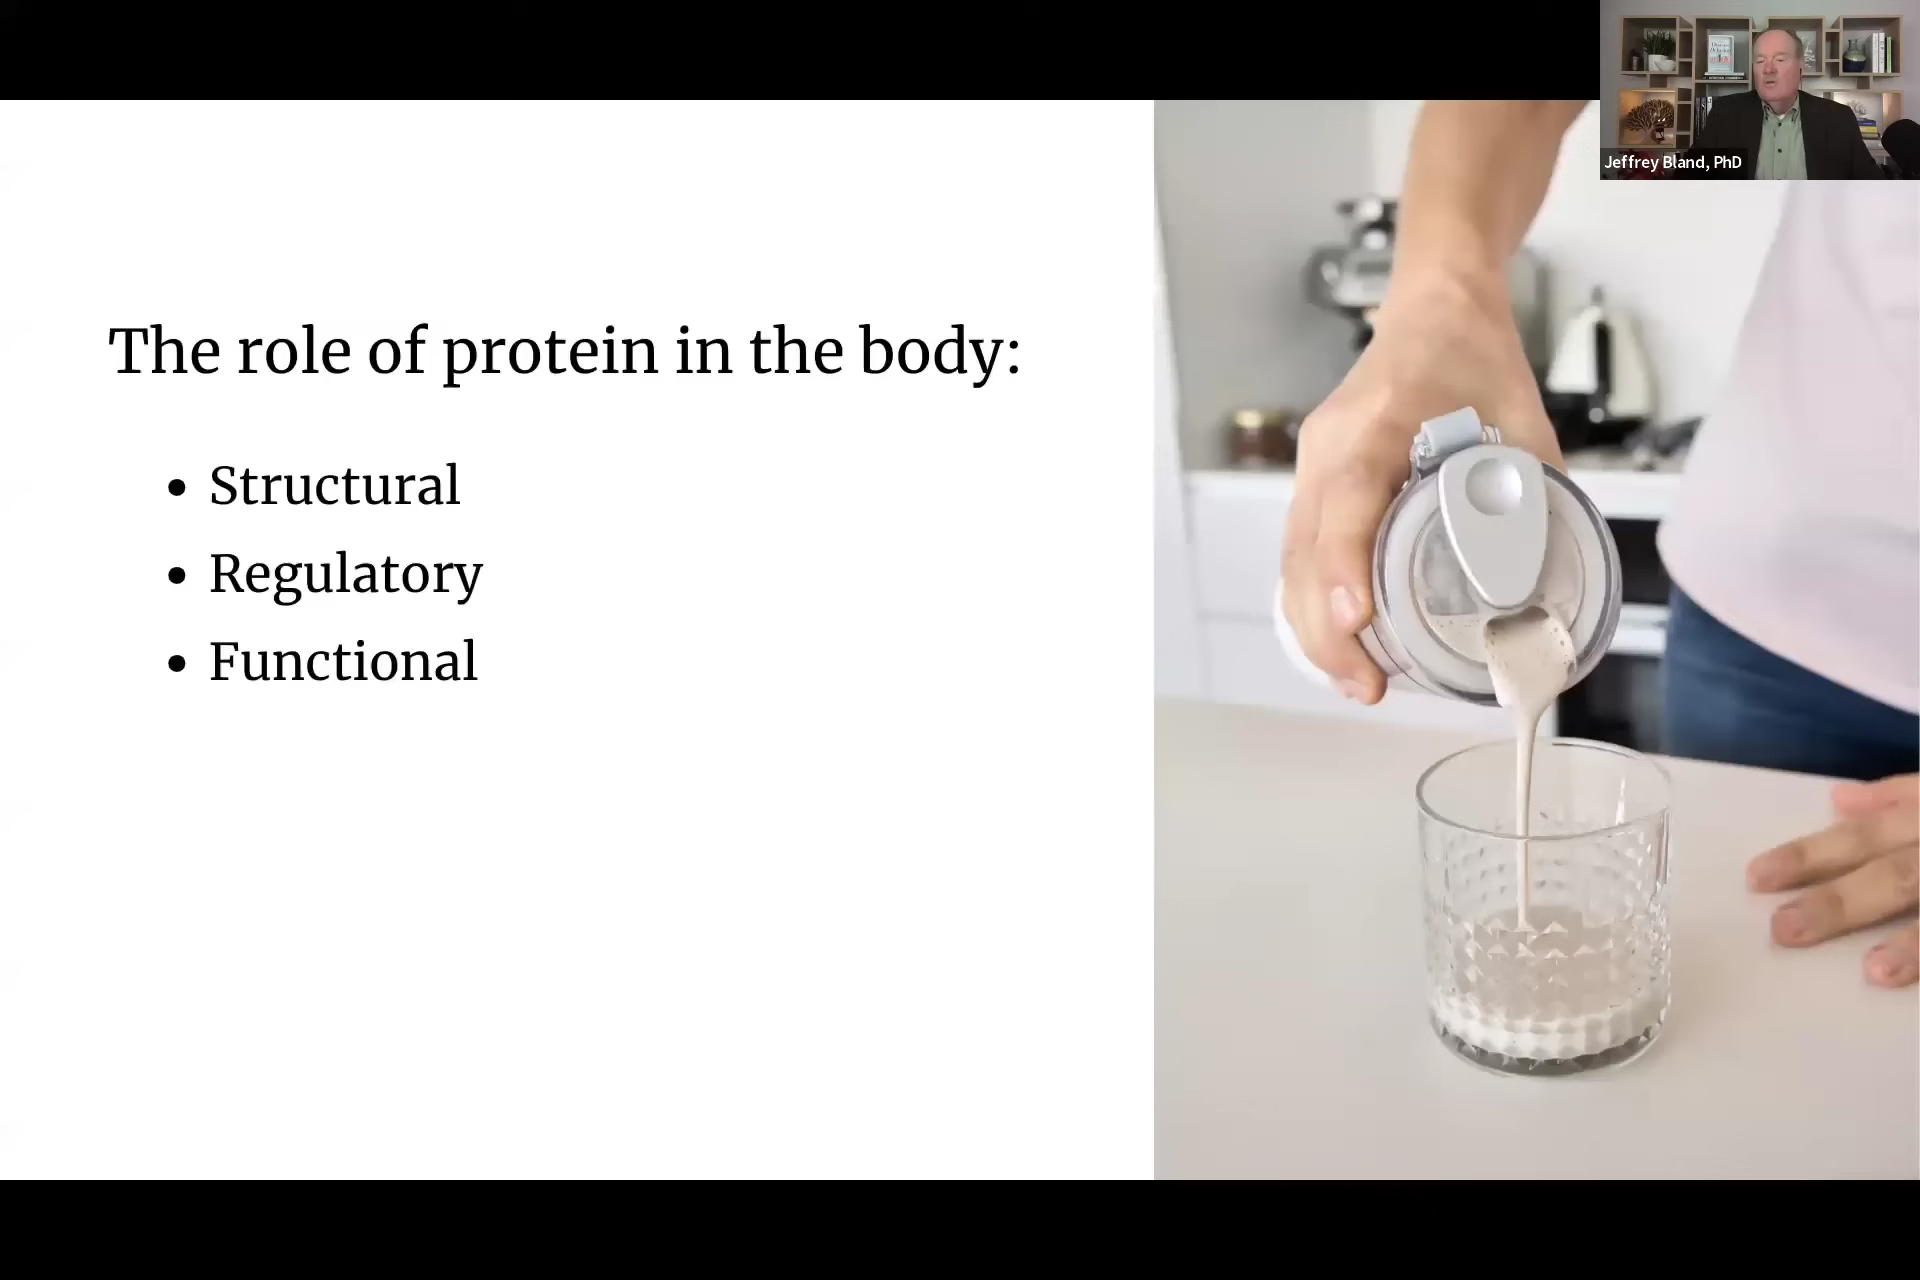 Jeffrey Bland, PhD
The role of protein in the body:
• Structural
• Regulatory
• Functional